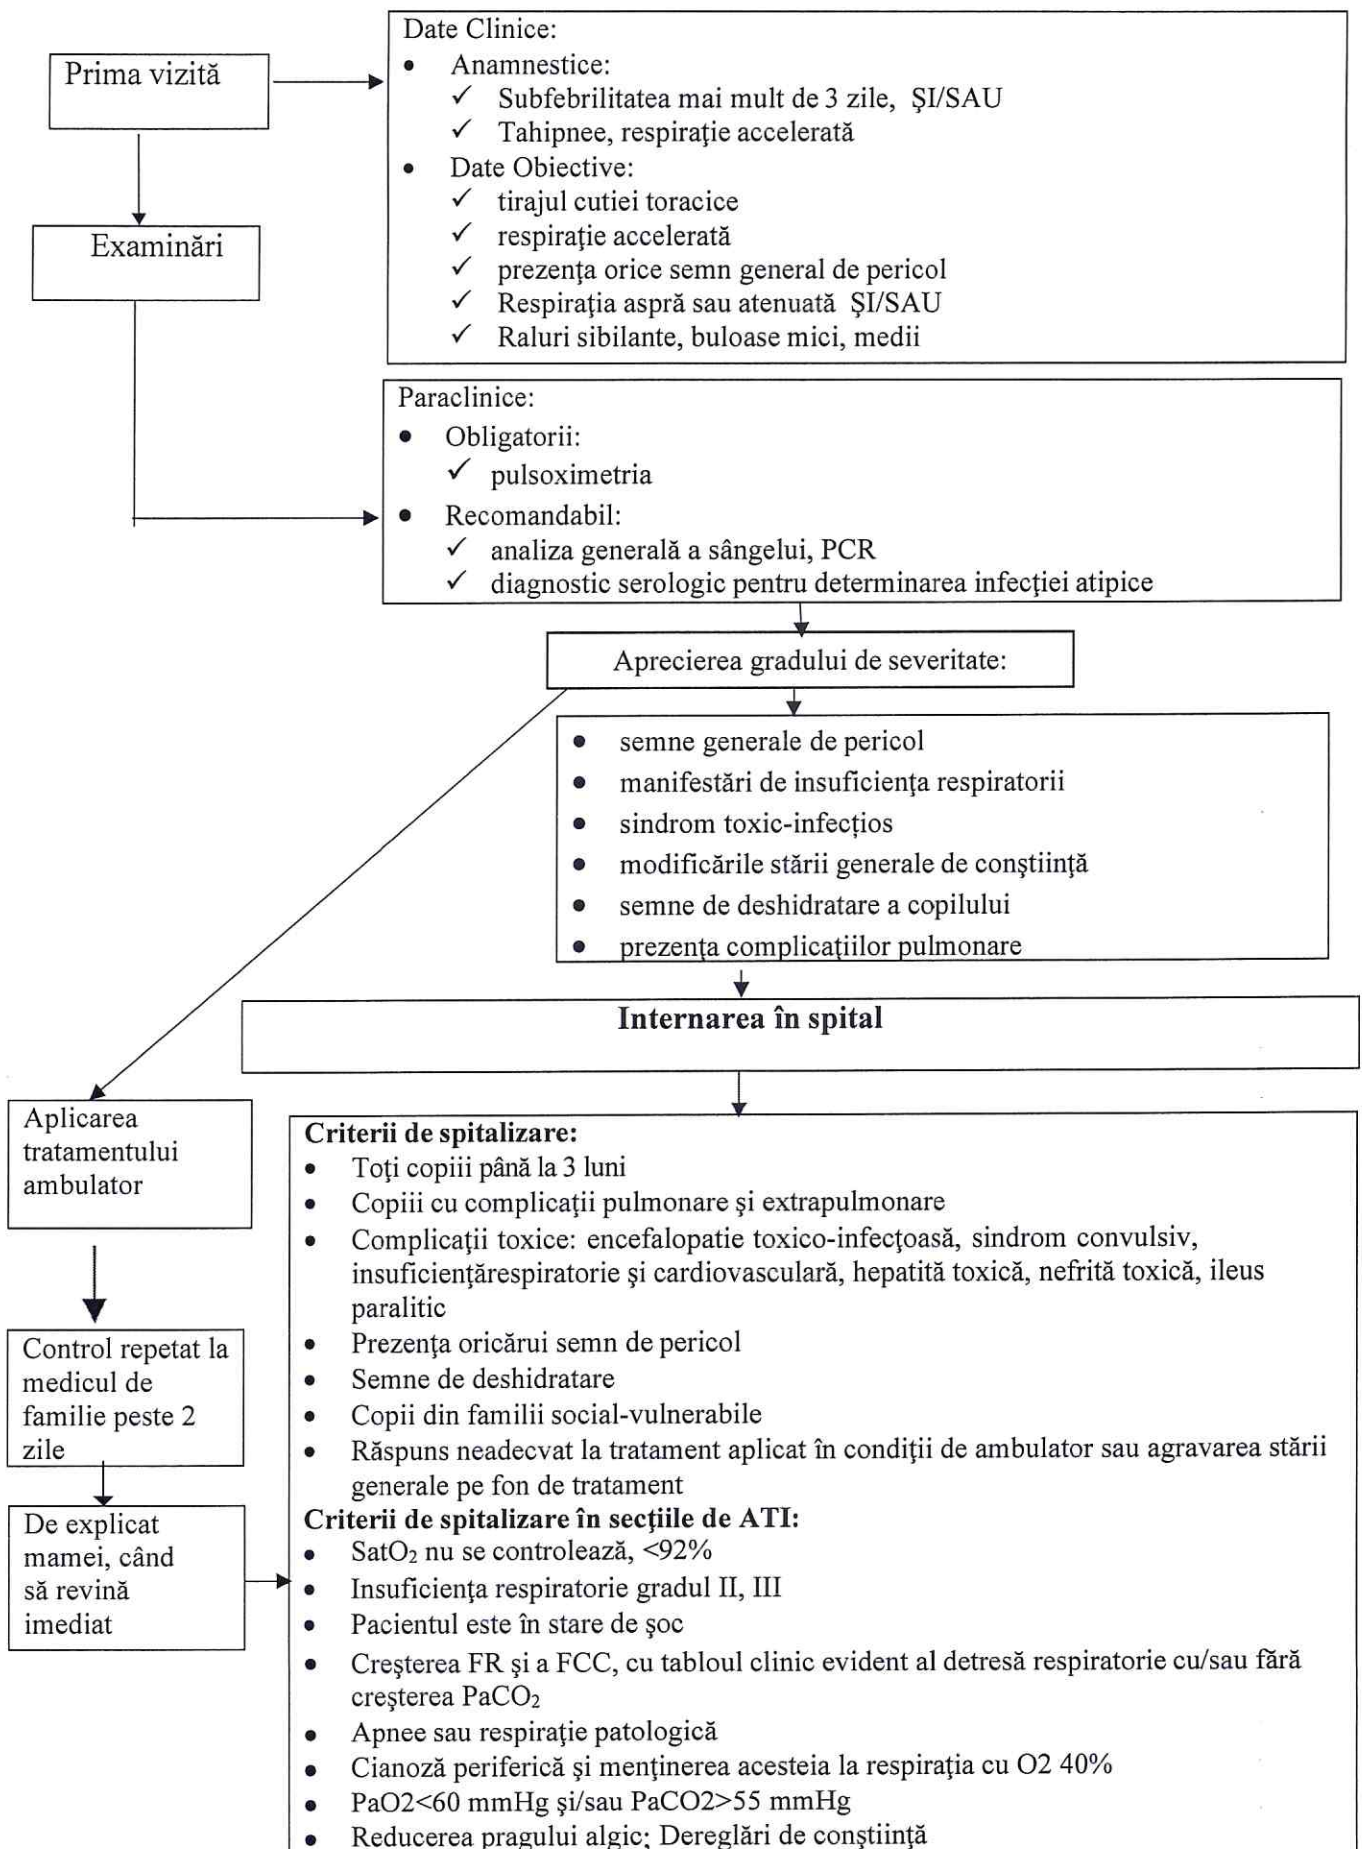 Prima vizită
Date Clinice:
• Anamnestice:
✓ Subfebrilitatea mai mult de 3 zile, ŞI/SAU
✓ Tahipnee, respiraţie accelerată
• Date Obiective:
✓ tirajul cutiei toracice
✓ respiraţie accelerată
✓ prezenţa orice semn general de pericol
✓ Respiraţia aspră sau atenuată ŞI/SAU
✓ Raluri sibilante, buloase mici, medii
Examinări
Paraclinice:
• Obligatorii:
✓ pulsoximetria
• Recomandabil:
✓ analiza generală a sângelui, PCR
✓ diagnostic serologic pentru determinarea infecţiei atipice
Aprecierea gradului de severitate:
• semne generale de pericol
• manifestări de insuficienţa respiratorii
• sindrom toxic-infecțios
• modificările stării generale de conştiinţă
• semne de deshidratare a copilului
• prezenţa complicaţiilor pulmonare
Internarea în spital
Aplicarea
tratamentului
ambulator
Control repetat la
medicul de
familie peste 2
zile
De explicat
mamei, când
să revină
imediat
Criterii de spitalizare:
• Toţi copiii până la 3 luni
• Copiii cu complicaţii pulmonare şi extrapulmonare
• Complicaţii toxice: encefalopatie toxico-infecţoasă, sindrom convulsiv,
insuficienţărespiratorie şi cardiovasculară, hepatită toxică, nefrită toxică, ileus
paralitic
• Prezenţa oricărui semn de pericol
• Semne de deshidratare
• Copii din familii social-vulnerabile
• Răspuns neadecvat la tratament aplicat în condiţii de ambulator sau agravarea stării
generale pe fon de tratament
Criterii de spitalizare în secţiile de ATI:
• SatO₂ nu se controlează, <92%
• Insuficienţa respiratorie gradul II, III
• Pacientul este în stare de şoc
• Creşterea FR şi a FCC, cu tabloul clinic evident al detresă respiratorie cu/sau fără
creşterea PaCO₂
• Apnee sau respiraţie patologică
• Cianoză periferică şi menţinerea acesteia la respiraţia cu O2 40%
• PaO2<60 mmHg şi/sau PaCO2>55 mmHg
• Reducerea pragului algic; Dereglări de conştiinţă